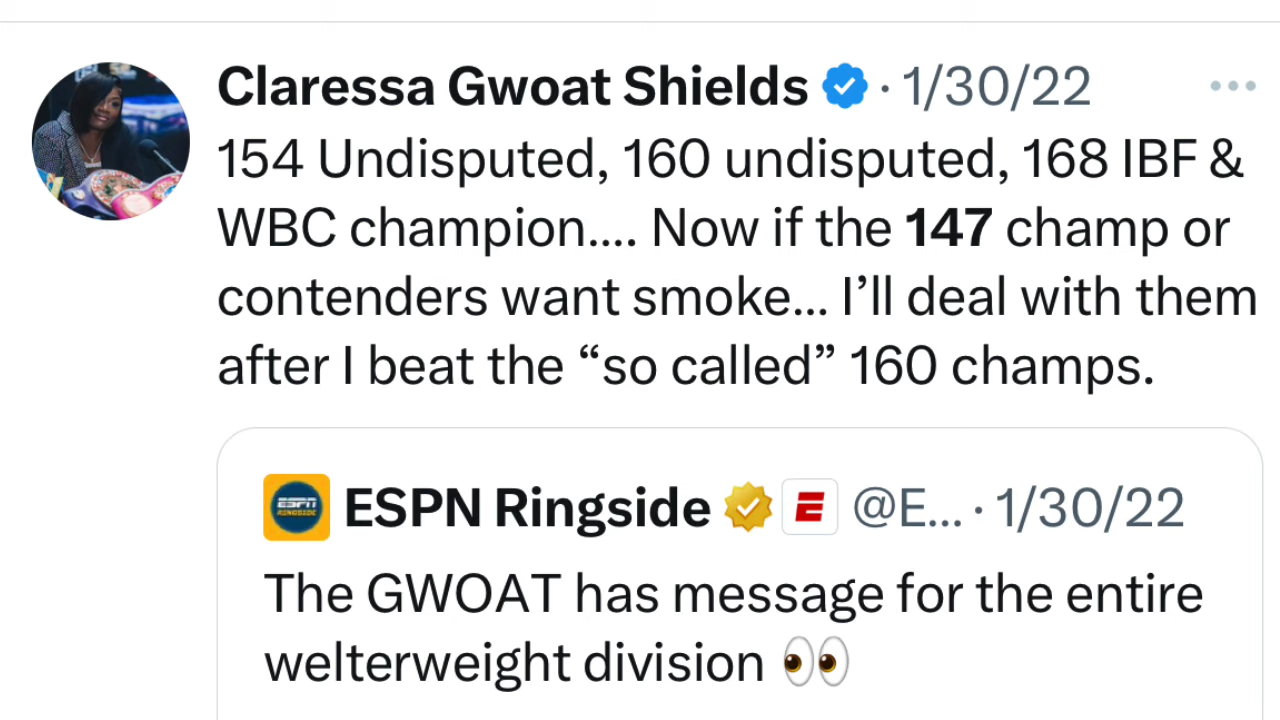 Claressa Gwoat Shields · 1/30/22
154 Undisputed, 160 undisputed, 168 IBF &
WBC champion.... Now if the 147 champ or
contenders want smoke... I’ll deal with them
after I beat the “so called” 160 champs.
ESPN RINGSIDE
ESPN Ringside E @E... · 1/30/22
The GWOAT has message for the entire
welterweight division 👀